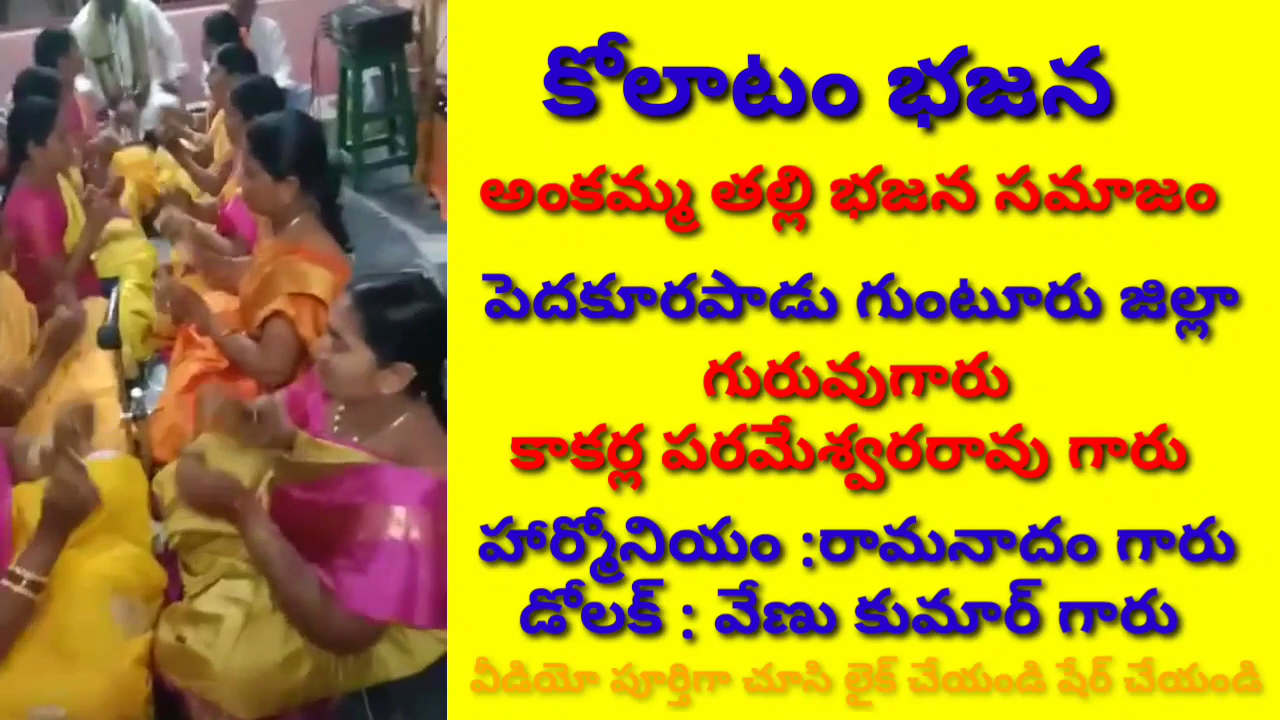 కోలాటం భజన
అంకమ్మ తల్లి భజన సమాజం
పెదకూరపాడు గుంటూరు జిల్లా
గురువుగారు
కాకర్ల పరమేశ్వరరావు గారు
హార్మోనియం :రామనాదం గారు
డోలక్ : వేణు కుమార్ గారు
వీడియో పూర్తిగా చూసి లైక్ చేయండి షేర్ చేయండి